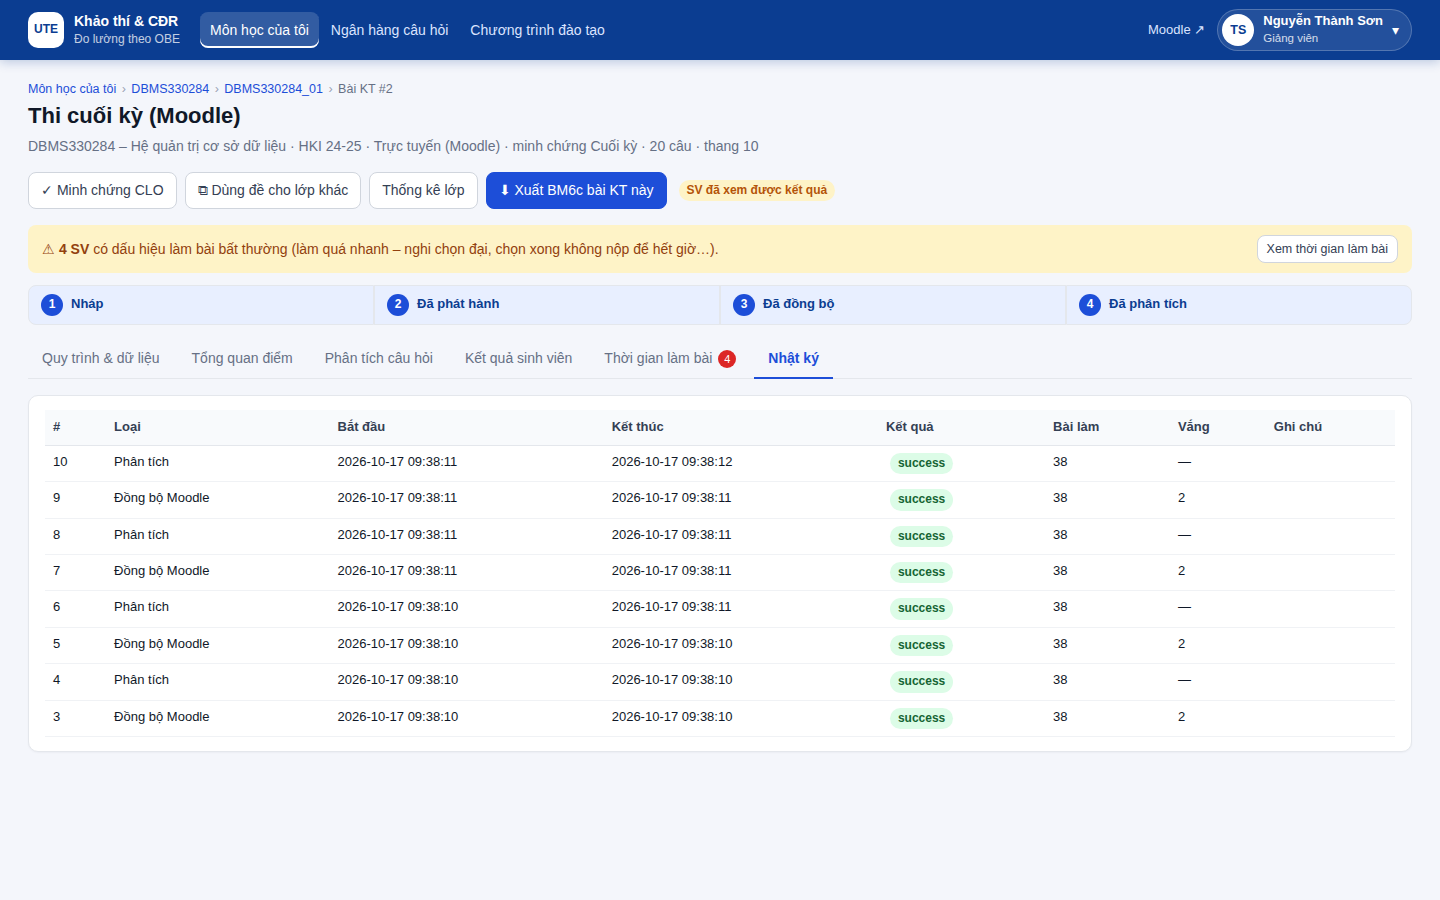 UTE
Khảo thí & CĐR
Đo lường theo OBE
Môn học của tôi
Ngân hàng câu hỏi
Chương trình đào tạo
Moodle ↗
TS
Nguyễn Thành Sơn
Giảng viên
▾
Môn học của tôi › DBMS330284 › DBMS330284_01 › Bài KT #2
Thi cuối kỳ (Moodle)
DBMS330284 – Hệ quản trị cơ sở dữ liệu · HKI 24-25 · Trực tuyến (Moodle) · minh chứng Cuối kỳ · 20 câu · thang 10
✓ Minh chứng CLO
⧉ Dùng đề cho lớp khác
Thống kê lớp
⬇ Xuất BM6c bài KT này
SV đã xem được kết quả
⚠ 4 SV có dấu hiệu làm bài bất thường (làm quá nhanh – nghi chọn đại, chọn xong không nộp để hết giờ…).
Xem thời gian làm bài
1 Nháp
2 Đã phát hành
3 Đã đồng bộ
4 Đã phân tích
Quy trình & dữ liệu
Tổng quan điểm
Phân tích câu hỏi
Kết quả sinh viên
Thời gian làm bài 4
Nhật ký
# Loại Bắt đầu Kết thúc Kết quả Bài làm Vắng Ghi chú
10 Phân tích 2026-10-17 09:38:11 2026-10-17 09:38:12 success 38 —
9 Đồng bộ Moodle 2026-10-17 09:38:11 2026-10-17 09:38:11 success 38 2
8 Phân tích 2026-10-17 09:38:11 2026-10-17 09:38:11 success 38 —
7 Đồng bộ Moodle 2026-10-17 09:38:11 2026-10-17 09:38:11 success 38 2
6 Phân tích 2026-10-17 09:38:10 2026-10-17 09:38:11 success 38 —
5 Đồng bộ Moodle 2026-10-17 09:38:10 2026-10-17 09:38:10 success 38 2
4 Phân tích 2026-10-17 09:38:10 2026-10-17 09:38:10 success 38 —
3 Đồng bộ Moodle 2026-10-17 09:38:10 2026-10-17 09:38:10 success 38 2